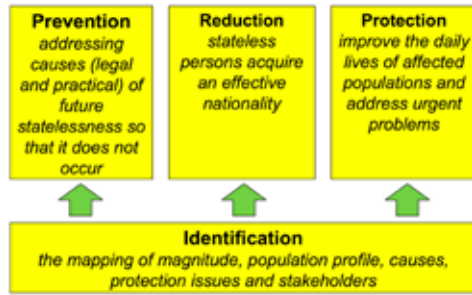 Prevention
addressing
causes (legal
and practical) of
future
statelessness so
that it does not
occur
Reduction
stateless
persons acquire
an effective
nationality
Protection
improve the daily
lives of affected
populations and
address urgent
problems
Identification
the mapping of magnitude, population profile, causes,
protection issues and stakeholders